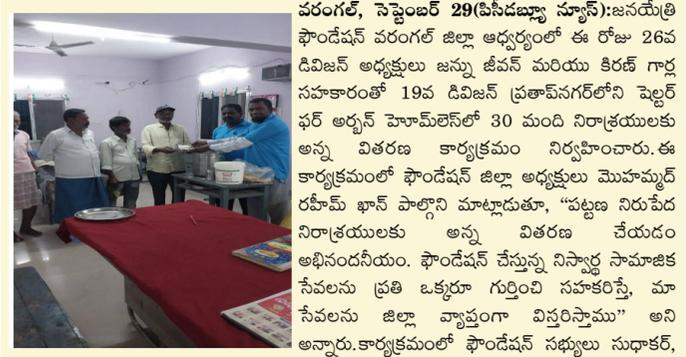 వరంగల్, సెప్టెంబర్ 29(పిసీడబ్ల్యూ న్యూస్):జనయేత్రి
ఫౌండేషన్ వరంగల్ జిల్లా ఆధ్వర్యంలో ఈ రోజు 26వ
డివిజన్ అధ్యక్షులు జన్ను జీవన్ మరియు కిరణ్ గార్ల
సహకారంతో 19వ డివిజన్ ప్రతాప్‌నగర్‌లోని షెల్టర్
ఫర్ అర్బన్ హెూమ్‌లెస్‌లో 30 మంది నిరాశ్రయులకు
అన్న వితరణ కార్యక్రమం నిర్వహించారు.ఈ
కార్యక్రమంలో ఫౌండేషన్ జిల్లా అధ్యక్షులు మొహమ్మద్
రహీమ్ ఖాన్ పాల్గొని మాట్లాడుతూ, “పట్టణ నిరుపేద
నిరాశ్రయులకు అన్న వితరణ చేయడం
అభినందనీయం. ఫౌండేషన్ చేస్తున్న నిస్వార్థ సామాజిక
సేవలను ప్రతి ఒక్కరూ గుర్తించి సహకరిస్తే, మా
సేవలను జిల్లా వ్యాప్తంగా విస్తరిస్తాము” అని
అన్నారు.కార్యక్రమంలో ఫౌండేషన్ సభ్యులు సుధాకర్,